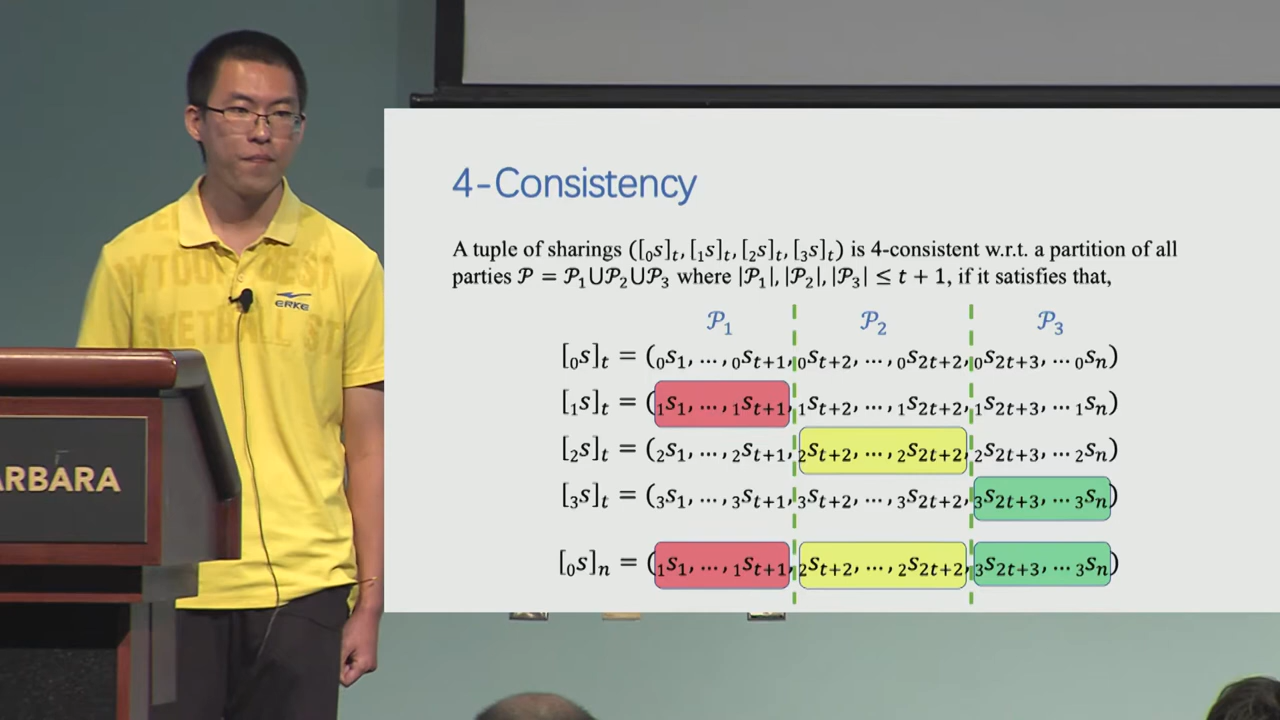 4-Consistency
A tuple of sharings ([₀s]ₜ, [₁s]ₜ, [₂s]ₜ, [₃s]ₜ) is 4-consistent w.r.t. a partition of all
parties 𝒫 = 𝒫₁∪𝒫₂∪𝒫₃ where |𝒫₁|, |𝒫₂|, |𝒫₃| ≤ t + 1, if it satisfies that,
𝒫₁ 𝒫₂ 𝒫₃
[₀s]ₜ = (₀s₁, ⋯, ₀sₜ₊₁, ₀sₜ₊₂, ⋯, ₀s₂ₜ₊₂, ₀s₂ₜ₊₃, ⋯ ₀sₙ)
[₁s]ₜ = (₁s₁, ⋯, ₁sₜ₊₁, ₁sₜ₊₂, ⋯, ₁s₂ₜ₊₂, ₁s₂ₜ₊₃, ⋯ ₁sₙ)
[₂s]ₜ = (₂s₁, ⋯, ₂sₜ₊₁, ₂sₜ₊₂, ⋯, ₂s₂ₜ₊₂, ₂s₂ₜ₊₃, ⋯ ₂sₙ)
[₃s]ₜ = (₃s₁, ⋯, ₃sₜ₊₁, ₃sₜ₊₂, ⋯, ₃s₂ₜ₊₂, ₃s₂ₜ₊₃, ⋯ ₃sₙ)
[₀s]ₙ = (₁s₁, ⋯, ₁sₜ₊₁, ₂sₜ₊₂, ⋯, ₂s₂ₜ₊₂, ₃s₂ₜ₊₃, ⋯ ₃sₙ)
ERKE
ARBARA